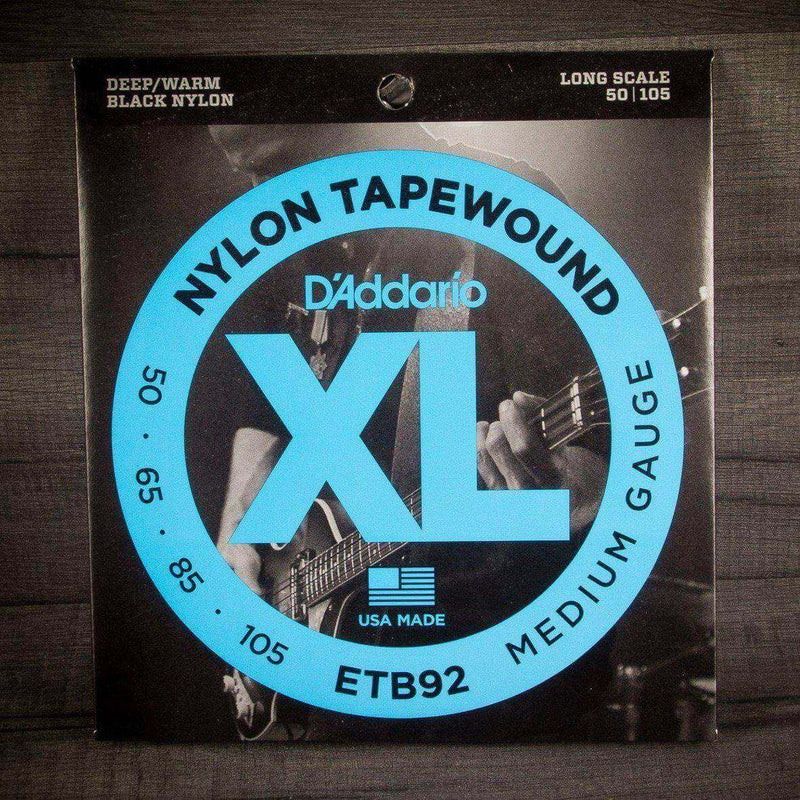 DEEP/WARM
BLACK NYLON
LONG SCALE
50|105
NYLON TAPEWOUND
D'Addario
XL
USA MADE
50 · 65 · 85 · 105
ETB92
MEDIUM GAUGE